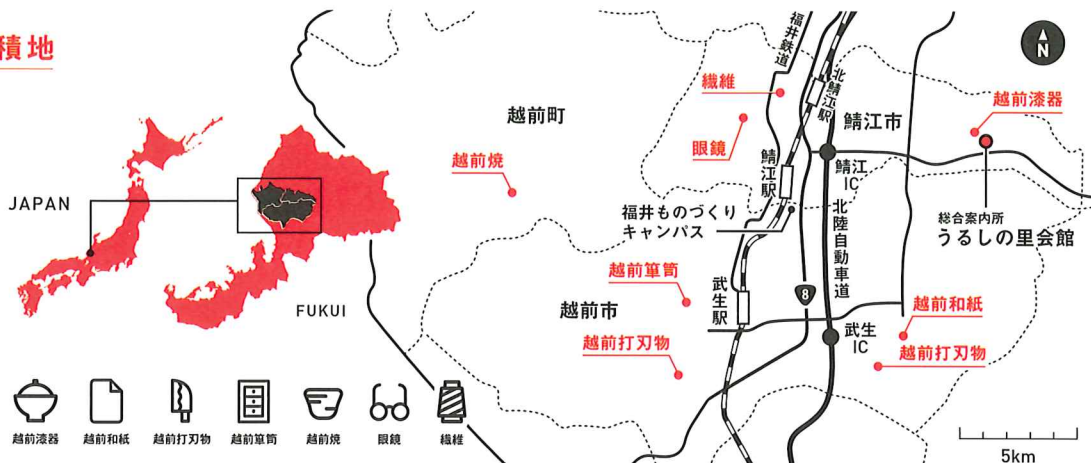 積地
JAPAN
FUKUI
越前町
越前焼
繊維
眼鏡
福井鉄道
北鯖江駅
鯖江市
越前漆器
鯖江駅
鯖江
IC
福井ものづくり
キャンパス
北陸自動車道
総合案内所
うるしの里会館
越前箪笥
越前市
武生駅
8
越前打刃物
武生
IC
越前和紙
越前打刃物
N
越前漆器
越前和紙
越前打刃物
越前箪笥
越前焼
眼鏡
繊維
5km